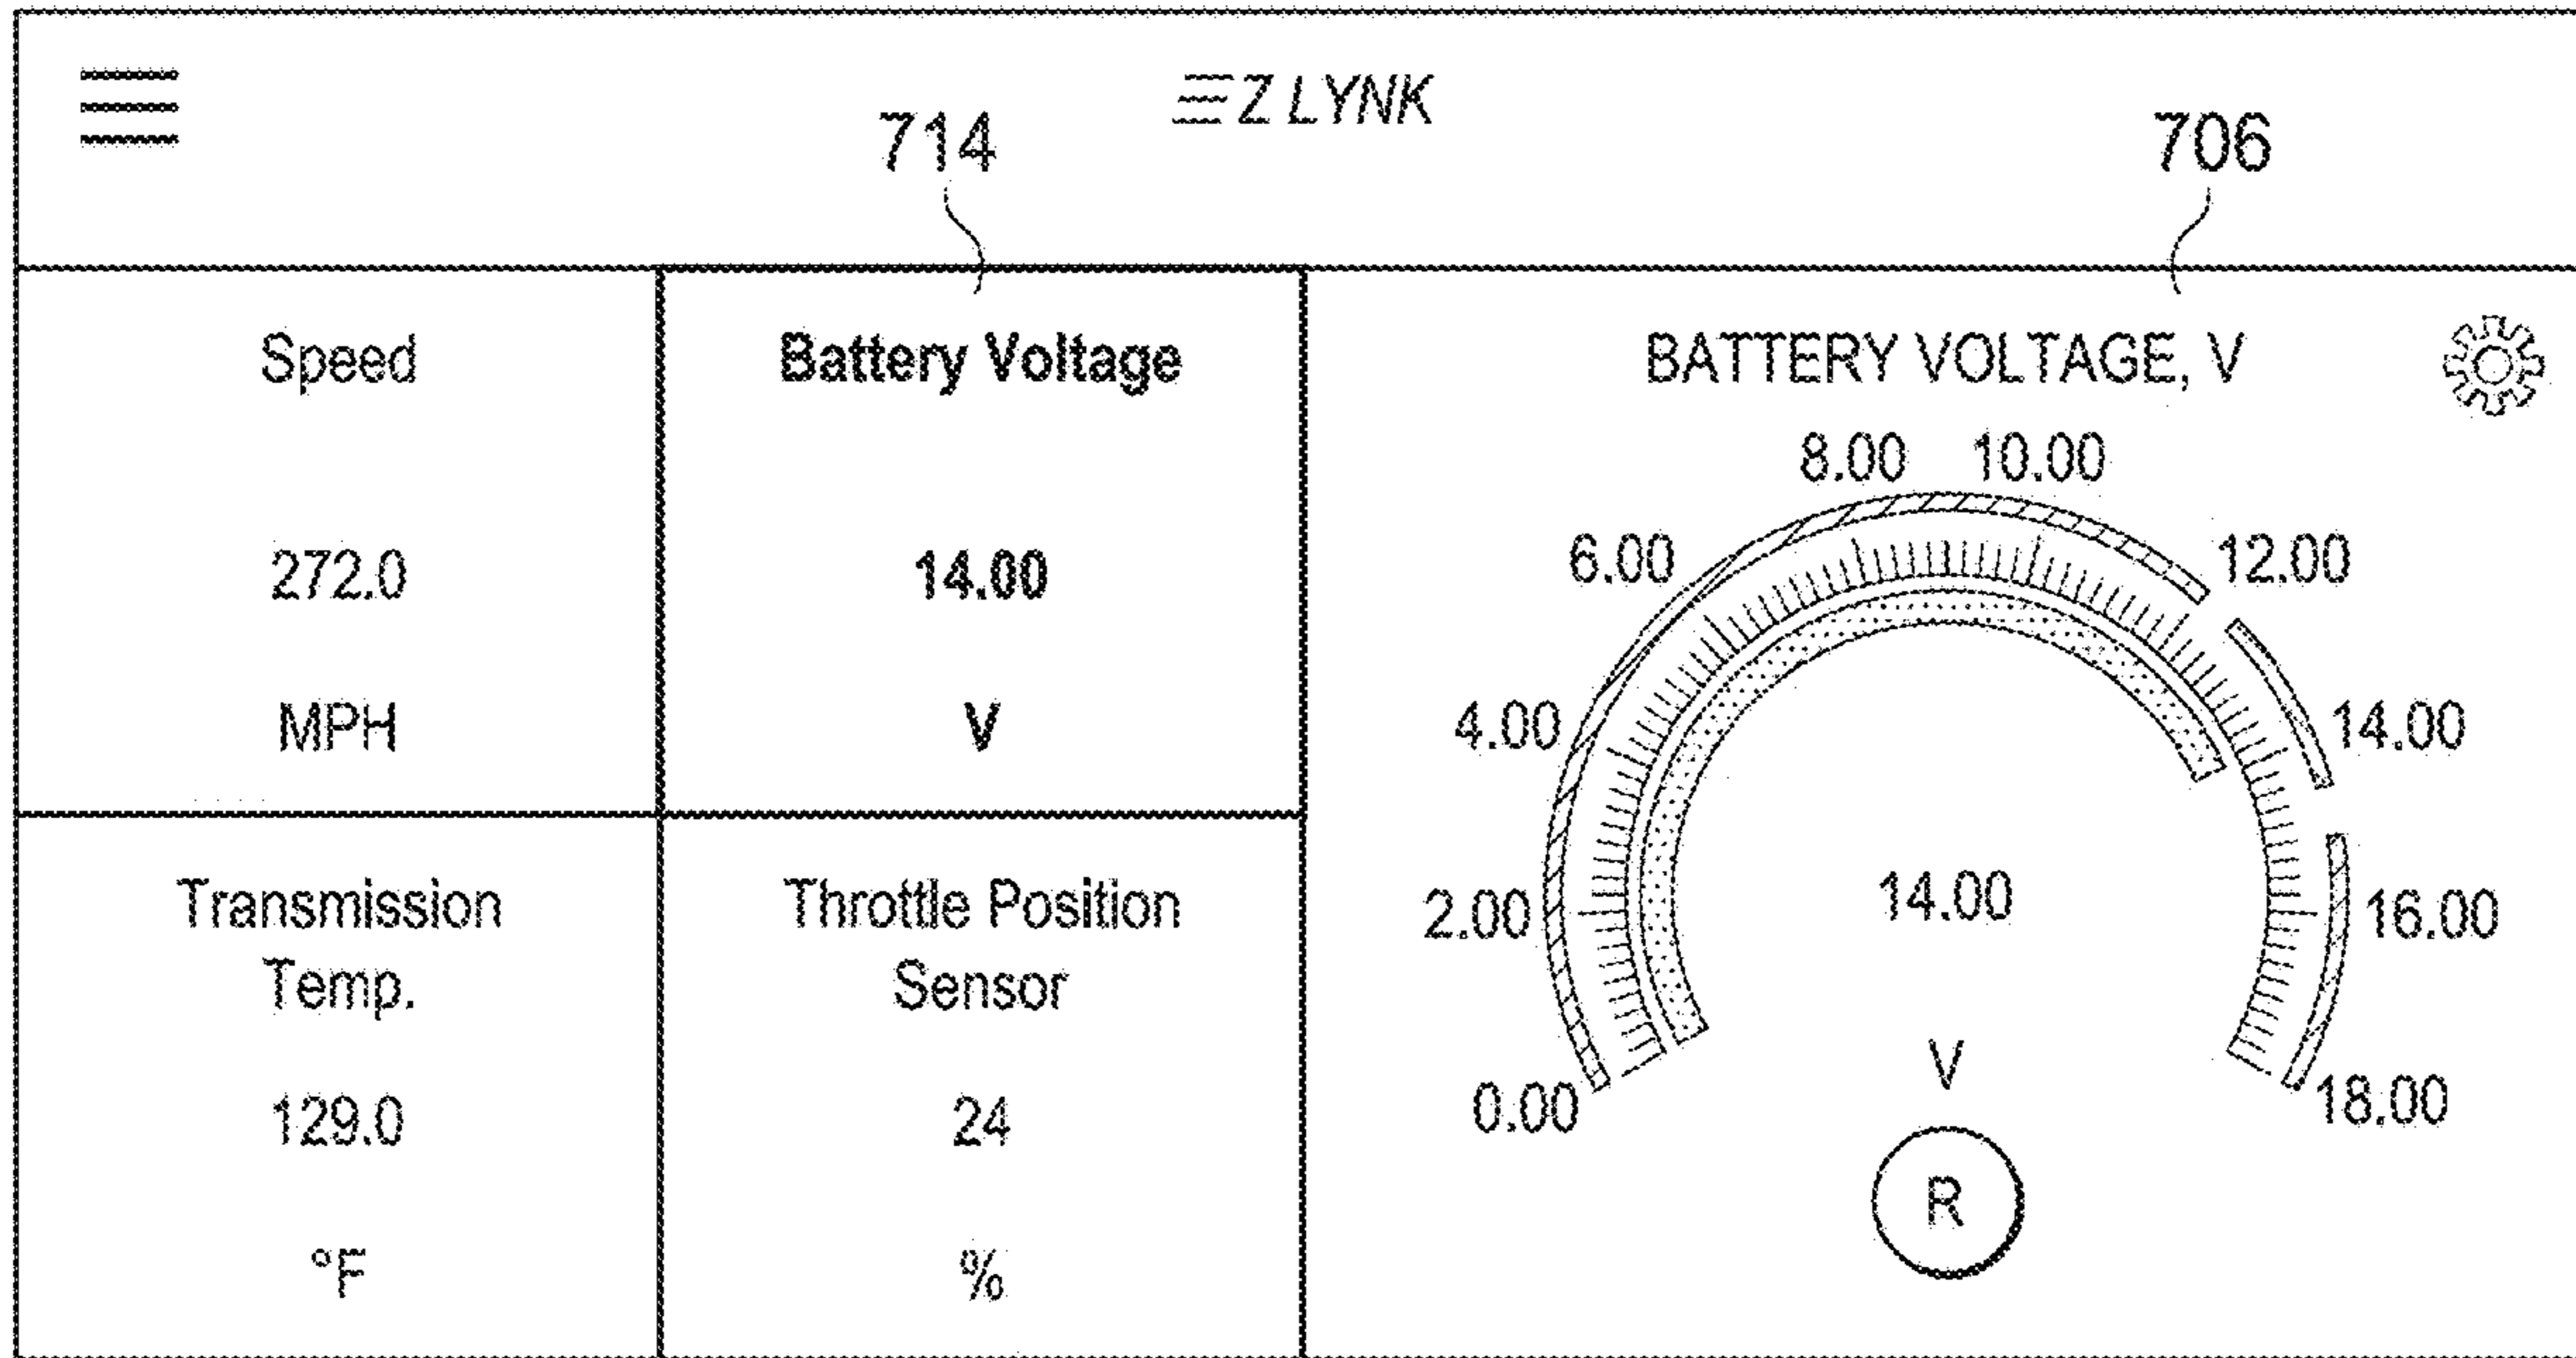 ☰Z LYNK
714
706
Speed
272.0
MPH
Battery Voltage
14.00
V
Transmission
Temp.
129.0
°F
Throttle Position
Sensor
24
%
BATTERY VOLTAGE, V
0.00
2.00
4.00
6.00
8.00
10.00
12.00
14.00
16.00
18.00
14.00
V
R